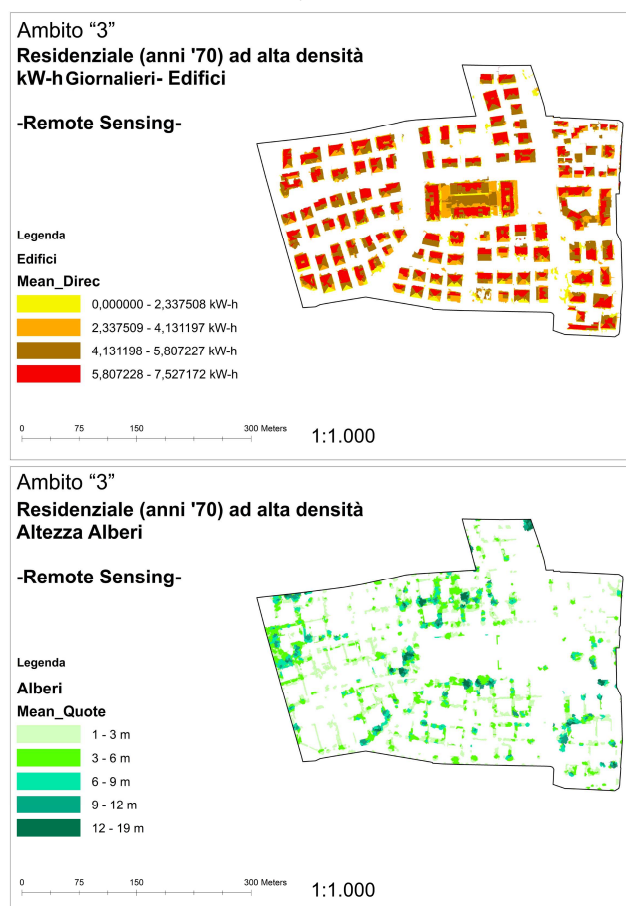 Ambito “3”
Residenziale (anni '70) ad alta densità
kW-h Giornalieri- Edifici
-Remote Sensing-
Legenda
Edifici
Mean_Direc
0,000000 - 2,337508 kW-h
2,337509 - 4,131197 kW-h
4,131198 - 5,807227 kW-h
5,807228 - 7,527172 kW-h
0 75 150 300 Meters
1:1.000
Ambito “3”
Residenziale (anni '70) ad alta densità
Altezza Alberi
-Remote Sensing-
Legenda
Alberi
Mean_Quote
1 - 3 m
3 - 6 m
6 - 9 m
9 - 12 m
12 - 19 m
0 75 150 300 Meters
1:1.000